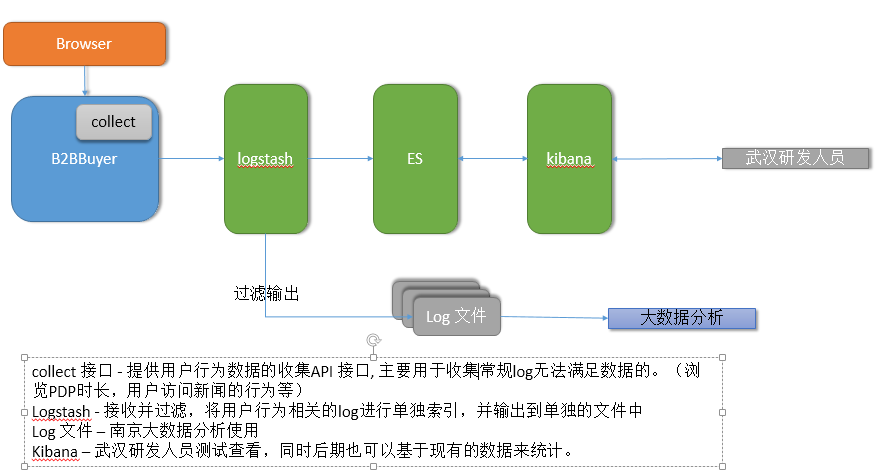 Browser
collect
B2BBuyer
logstash
ES
kibana
武汉研发人员
过滤输出
Log 文件
大数据分析
collect 接口 - 提供用户行为数据的收集API 接口, 主要用于收集常规log无法满足数据的。（浏
览PDP时长，用户访问新闻的行为等）
Logstash - 接收并过滤，将用户行为相关的log进行单独索引，并输出到单独的文件中
Log 文件 – 南京大数据分析使用
Kibana – 武汉研发人员测试查看，同时后期也可以基于现有的数据来统计。